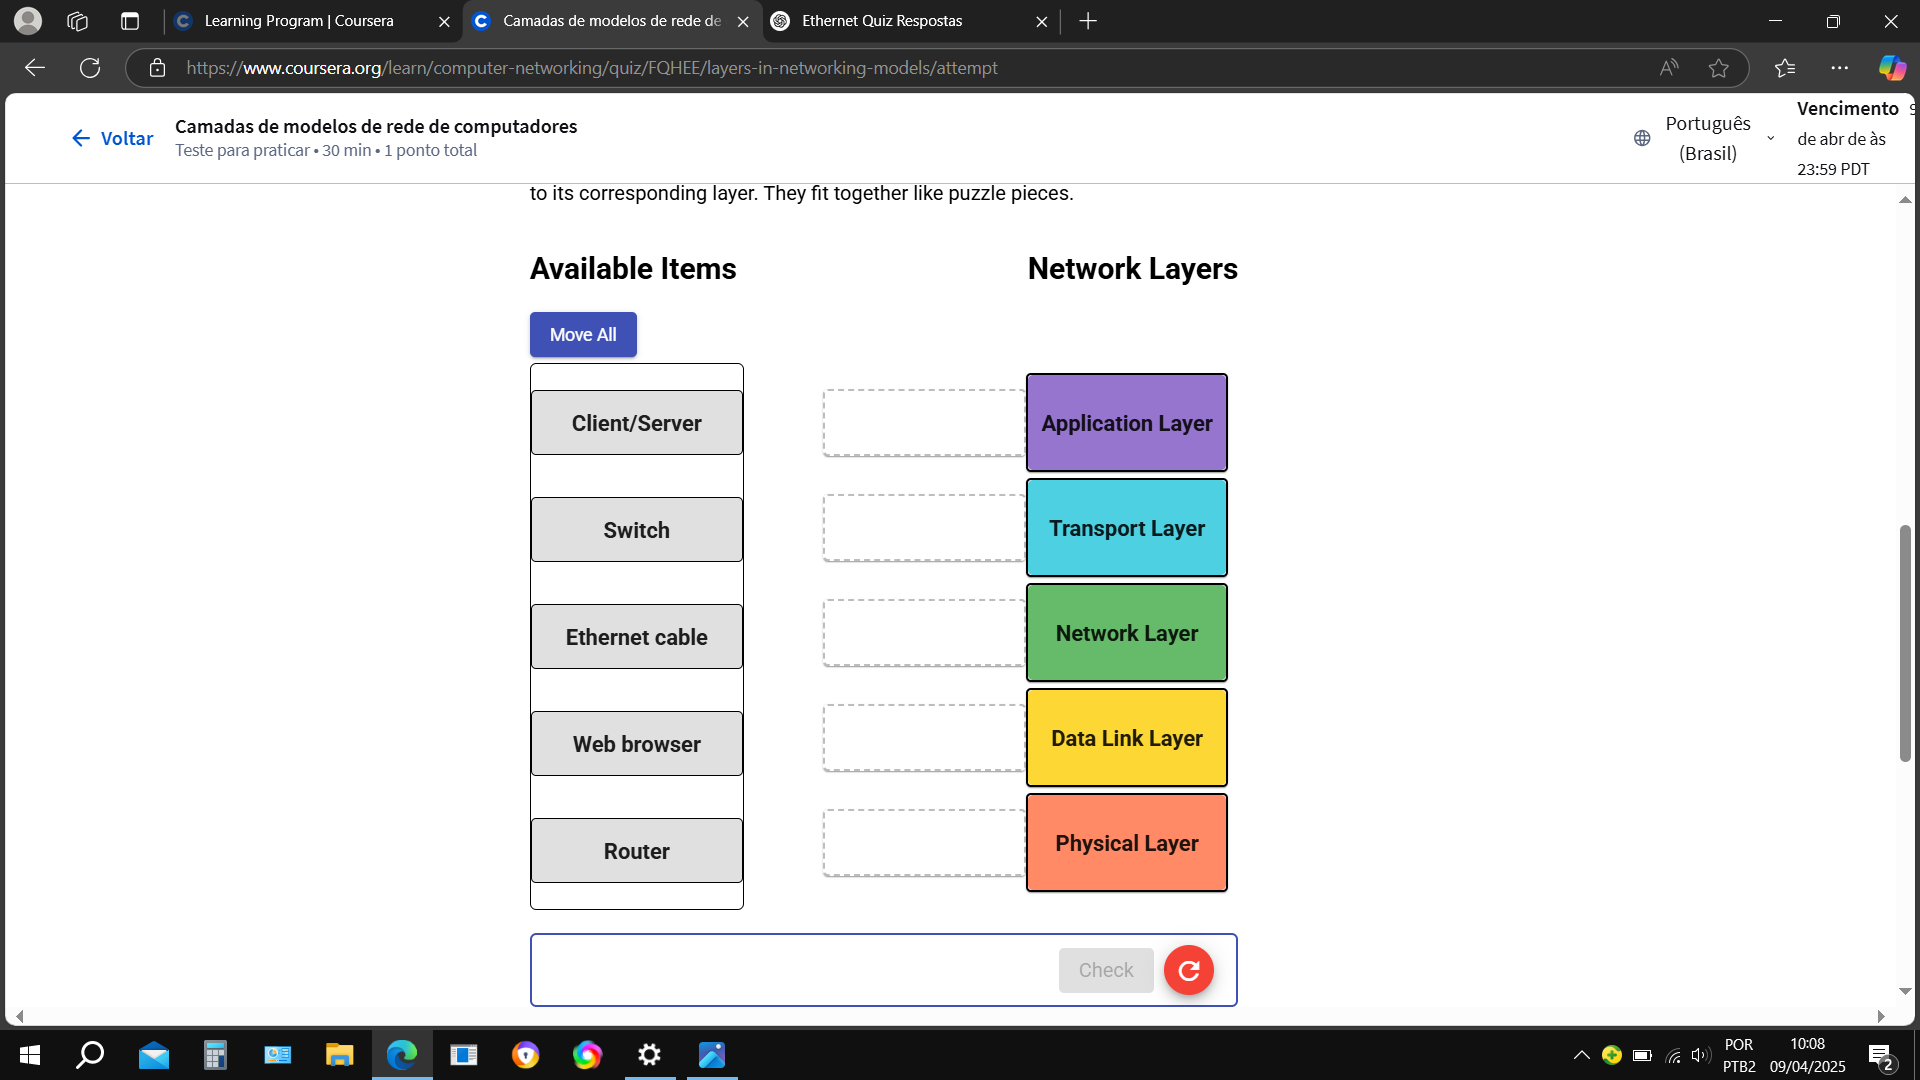 Learning Program | Coursera
Camadas de modelos de rede de
Ethernet Quiz Respostas
https://www.coursera.org/learn/computer-networking/quiz/FQHEE/layers-in-networking-models/attempt
Voltar
Camadas de modelos de rede de computadores
Teste para praticar • 30 min • 1 ponto total
Português
(Brasil)
Vencimento
de abr de às
23:59 PDT
to its corresponding layer. They fit together like puzzle pieces.
Available Items
Network Layers
Move All
Client/Server
Application Layer
Switch
Transport Layer
Ethernet cable
Network Layer
Web browser
Data Link Layer
Router
Physical Layer
Check
POR
PTB2
10:08
09/04/2025
2